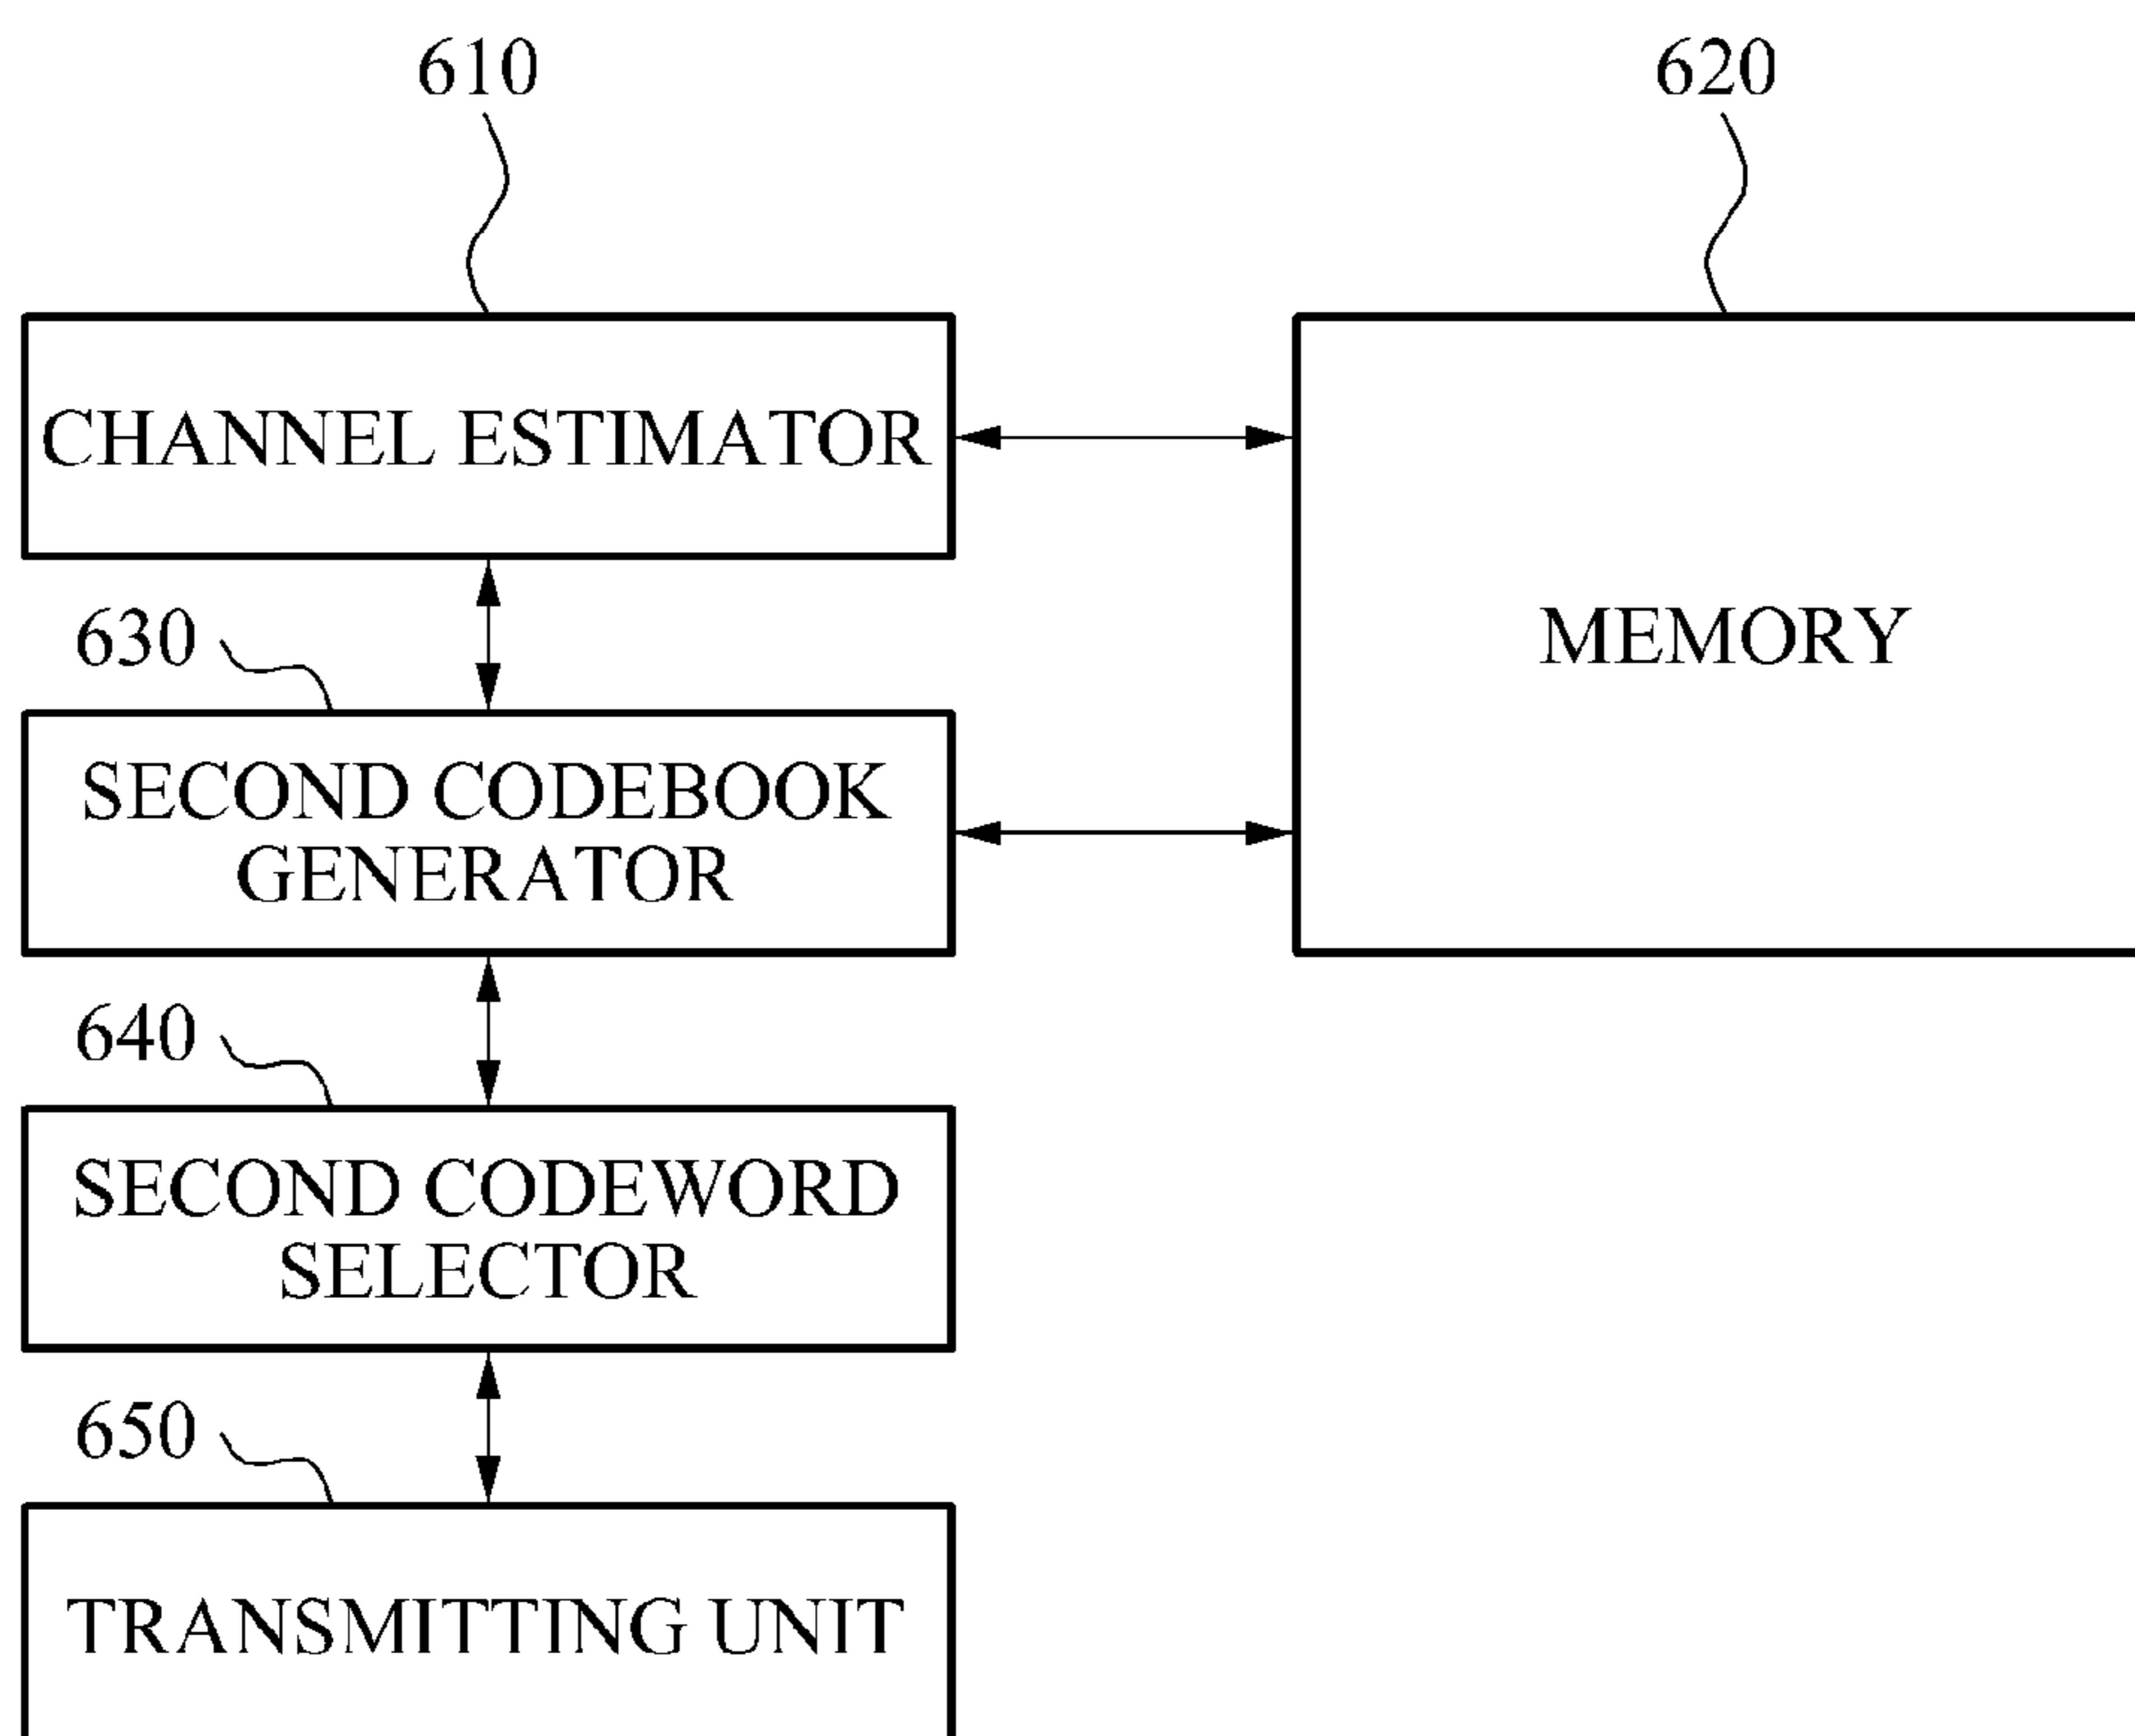 610
620
CHANNEL ESTIMATOR
MEMORY
630
SECOND CODEBOOK
GENERATOR
640
SECOND CODEWORD
SELECTOR
650
TRANSMITTING UNIT